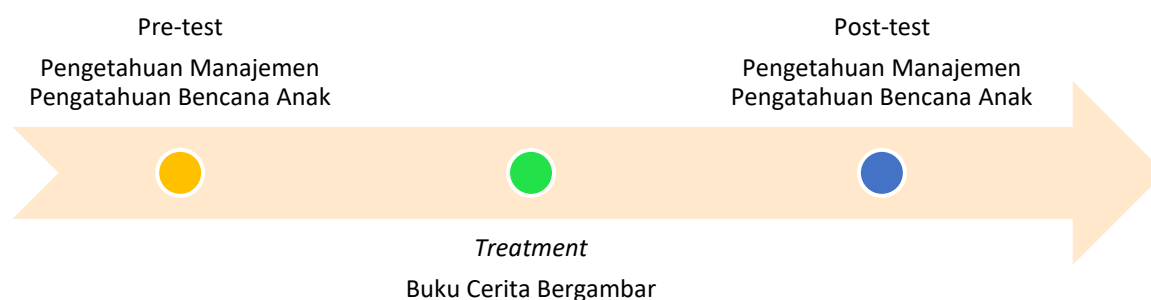 Pre-test
Pengetahuan Manajemen
Pengatahuan Bencana Anak
Treatment
Buku Cerita Bergambar
Post-test
Pengetahuan Manajemen
Pengatahuan Bencana Anak